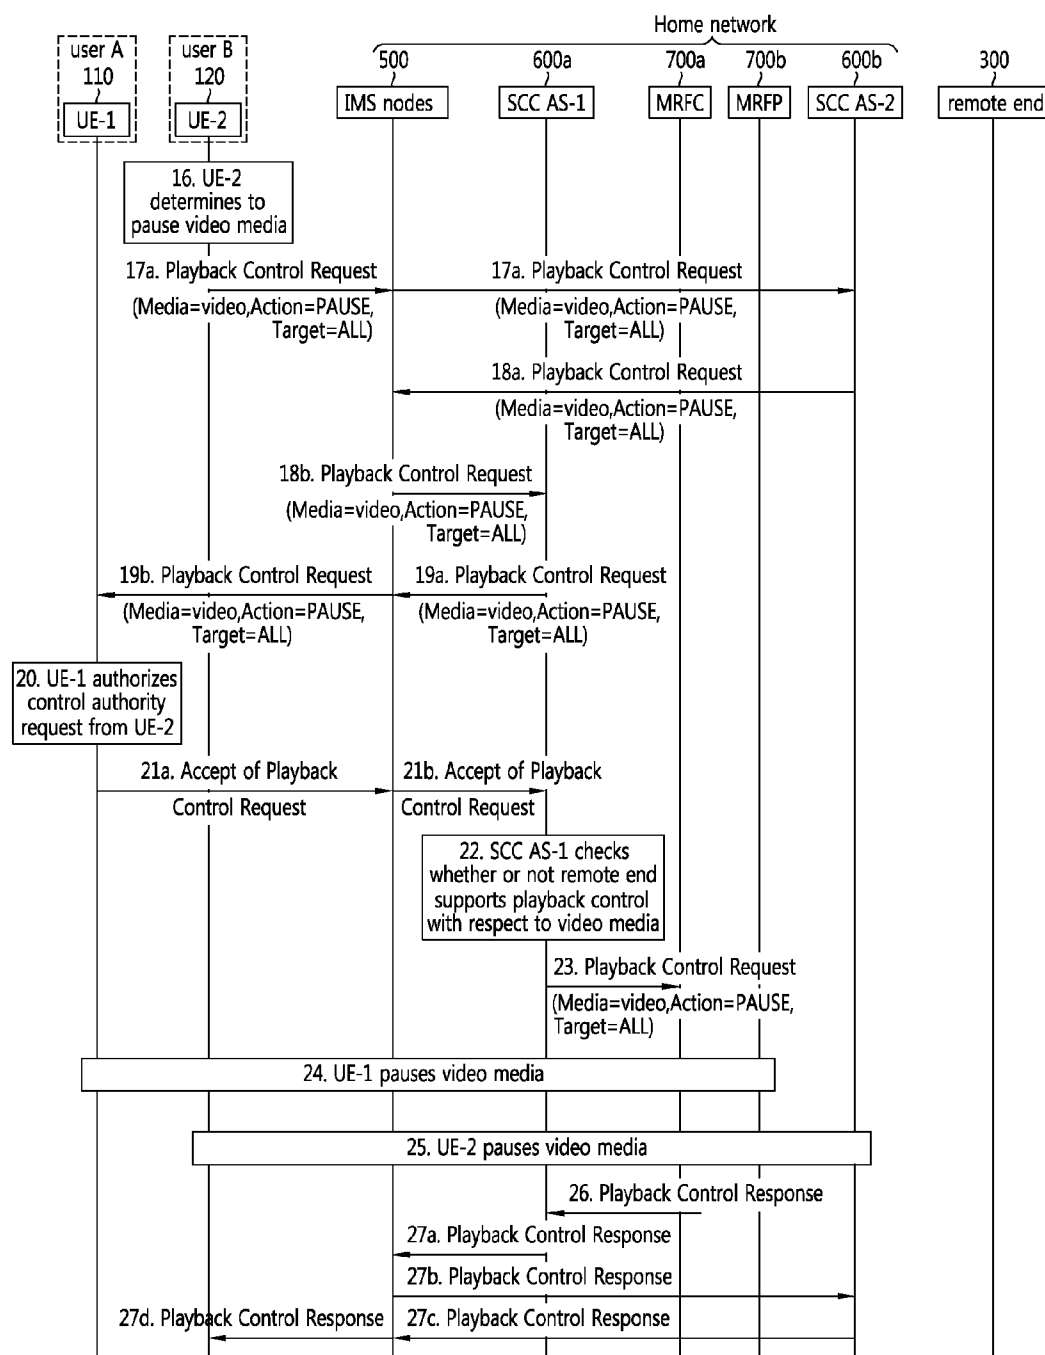 Home network
user A
user B
110
120
500
600a
700a
700b
600b
300
UE-1
UE-2
IMS nodes
SCC AS-1
MRFC
MRFP
SCC AS-2
remote end
16. UE-2
determines to
pause video media
17a. Playback Control Request
(Media=video,Action=PAUSE,
Target=ALL)
17a. Playback Control Request
(Media=video,Action=PAUSE,
Target=ALL)
18a. Playback Control Request
(Media=video,Action=PAUSE,
Target=ALL)
18b. Playback Control Request
(Media=video,Action=PAUSE,
Target=ALL)
19b. Playback Control Request
(Media=video,Action=PAUSE,
Target=ALL)
19a. Playback Control Request
(Media=video,Action=PAUSE,
Target=ALL)
20. UE-1 authorizes
control authority
request from UE-2
21a. Accept of Playback
Control Request
21b. Accept of Playback
Control Request
22. SCC AS-1 checks
whether or not remote end
supports playback control
with respect to video media
23. Playback Control Request
(Media=video,Action=PAUSE,
Target=ALL)
24. UE-1 pauses video media
25. UE-2 pauses video media
26. Playback Control Response
27a. Playback Control Response
27b. Playback Control Response
27d. Playback Control Response
27c. Playback Control Response